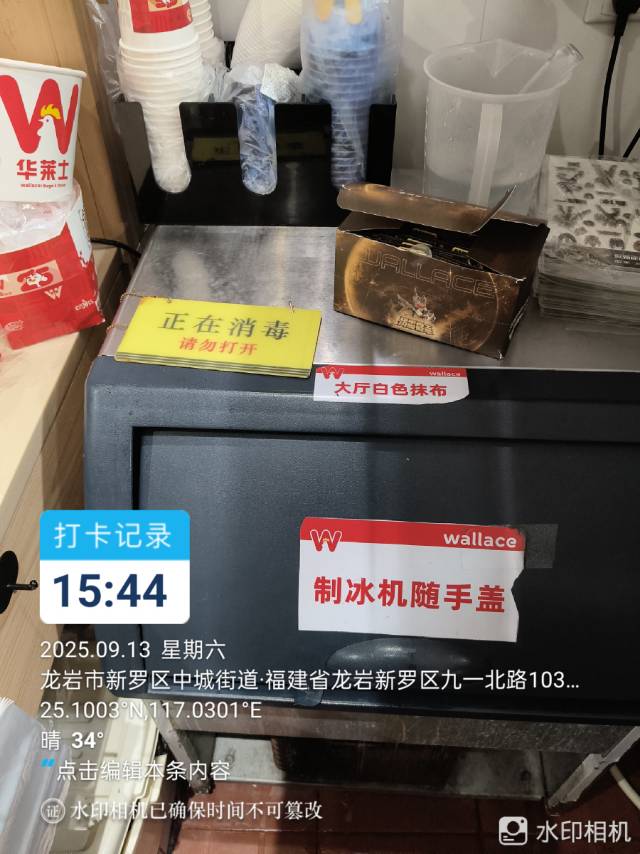 华莱士
WALLACE
正在消毒
请勿打开
wallace
大厅白色抹布
wallace
制冰机随手盖
打卡记录
15:44
2025.09.13 星期六
龙岩市新罗区中城街道·福建省龙岩新罗区九一北路103...
25.1003°N,117.0301°E
晴 34°
点击编辑本条内容
证 水印相机已确保时间不可篡改
水印相机